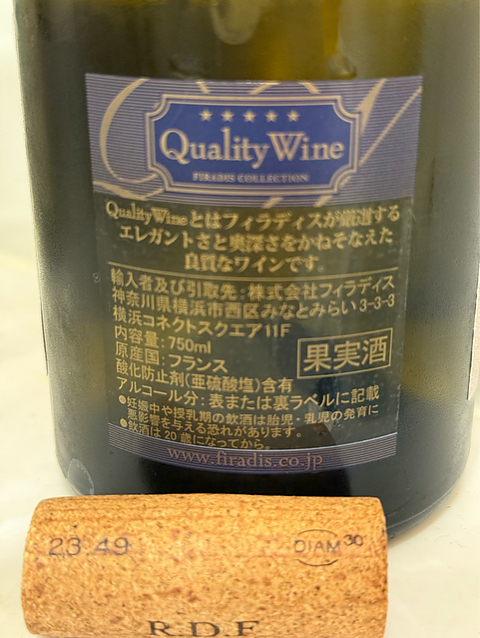 ★★★★★
Quality Wine
FIRADIS COLLECTION
Quality Wineとはフィラディスが厳選する
エレガントさと奥深さをかねそなえた
良質なワインです。
輸入者及び引取先:株式会社フィラディス
神奈川県横浜市西区みなとみらい3-3-3
横浜コネクトスクエア11F
内容量:750ml
原産国:フランス
果実酒
酸化防止剤(亜硫酸塩)含有
アルコール分:表または裏ラベルに記載
●妊娠中や授乳期の飲酒は胎児・乳児の発育に
悪影響を与える恐れがあります。
●飲酒は20歳になってから。
www.firadis.co.jp
23 49
DIAM 30
R.D.F